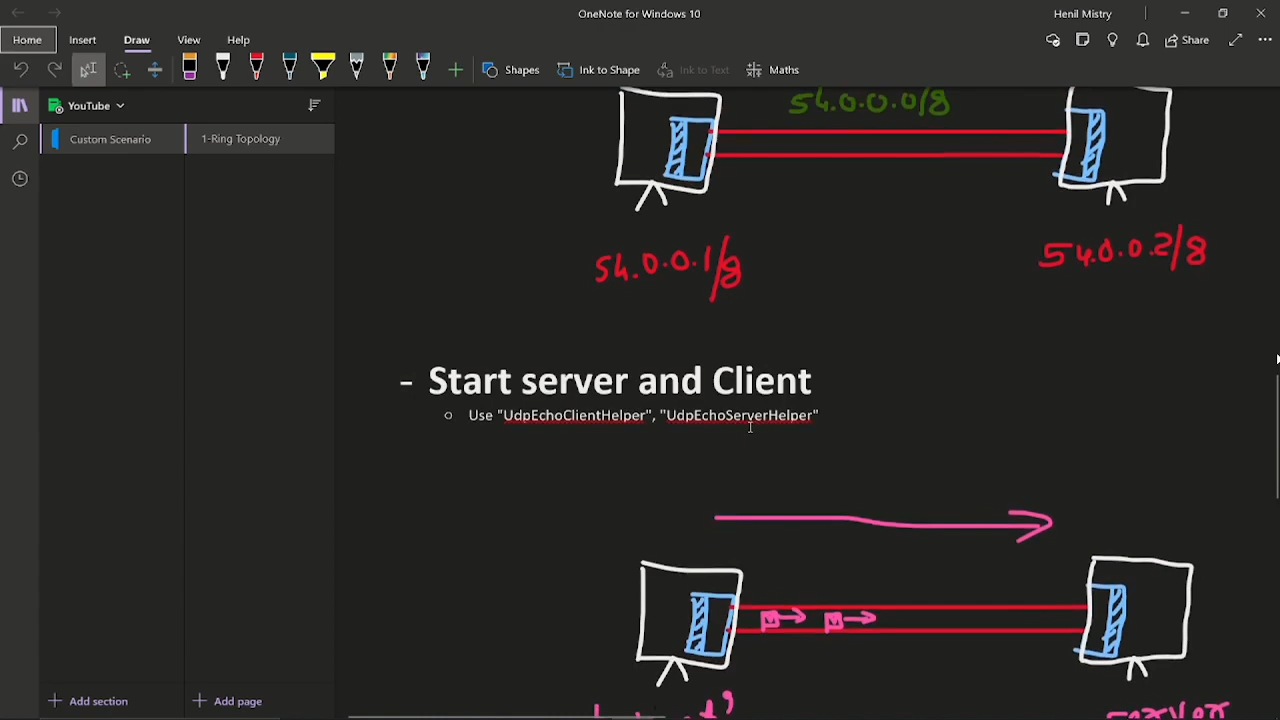 OneNote for Windows 10
Henil Mistry
Home
Insert
Draw
View
Help
Share
Shapes
Ink to Shape
Ink to Text
Maths
YouTube
Custom Scenario
1-Ring Topology
54.0.0.0/8
54.0.0.1/8
54.0.0.2/8
- Start server and Client
Use "UdpEchoClientHelper", "UdpEchoServerHelper"
server
Add section
Add page